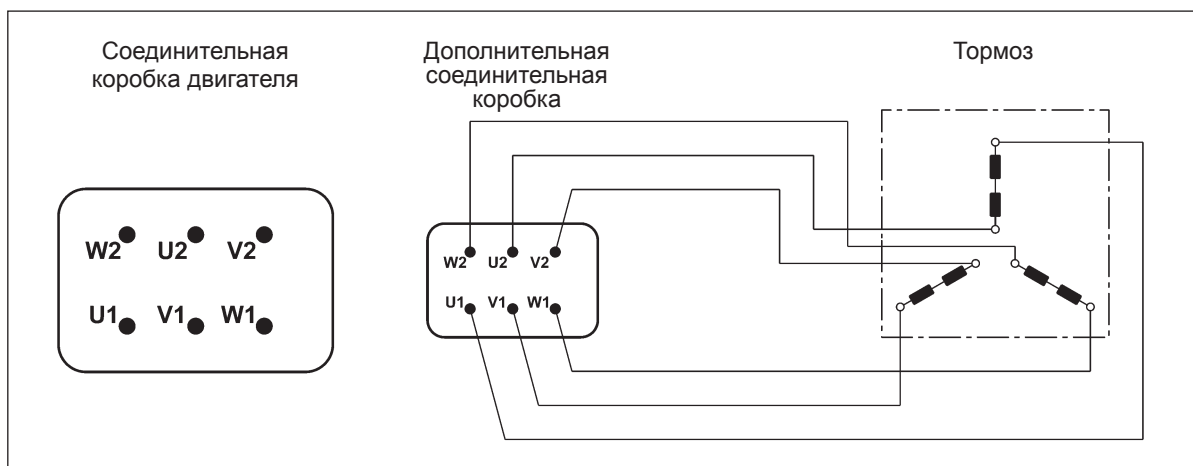 Соединительная
коробка двигателя
Дополнительная
соединительная
коробка
Тормоз
W2 U2 V2
U1 V1 W1
W2 U2 V2
U1 V1 W1